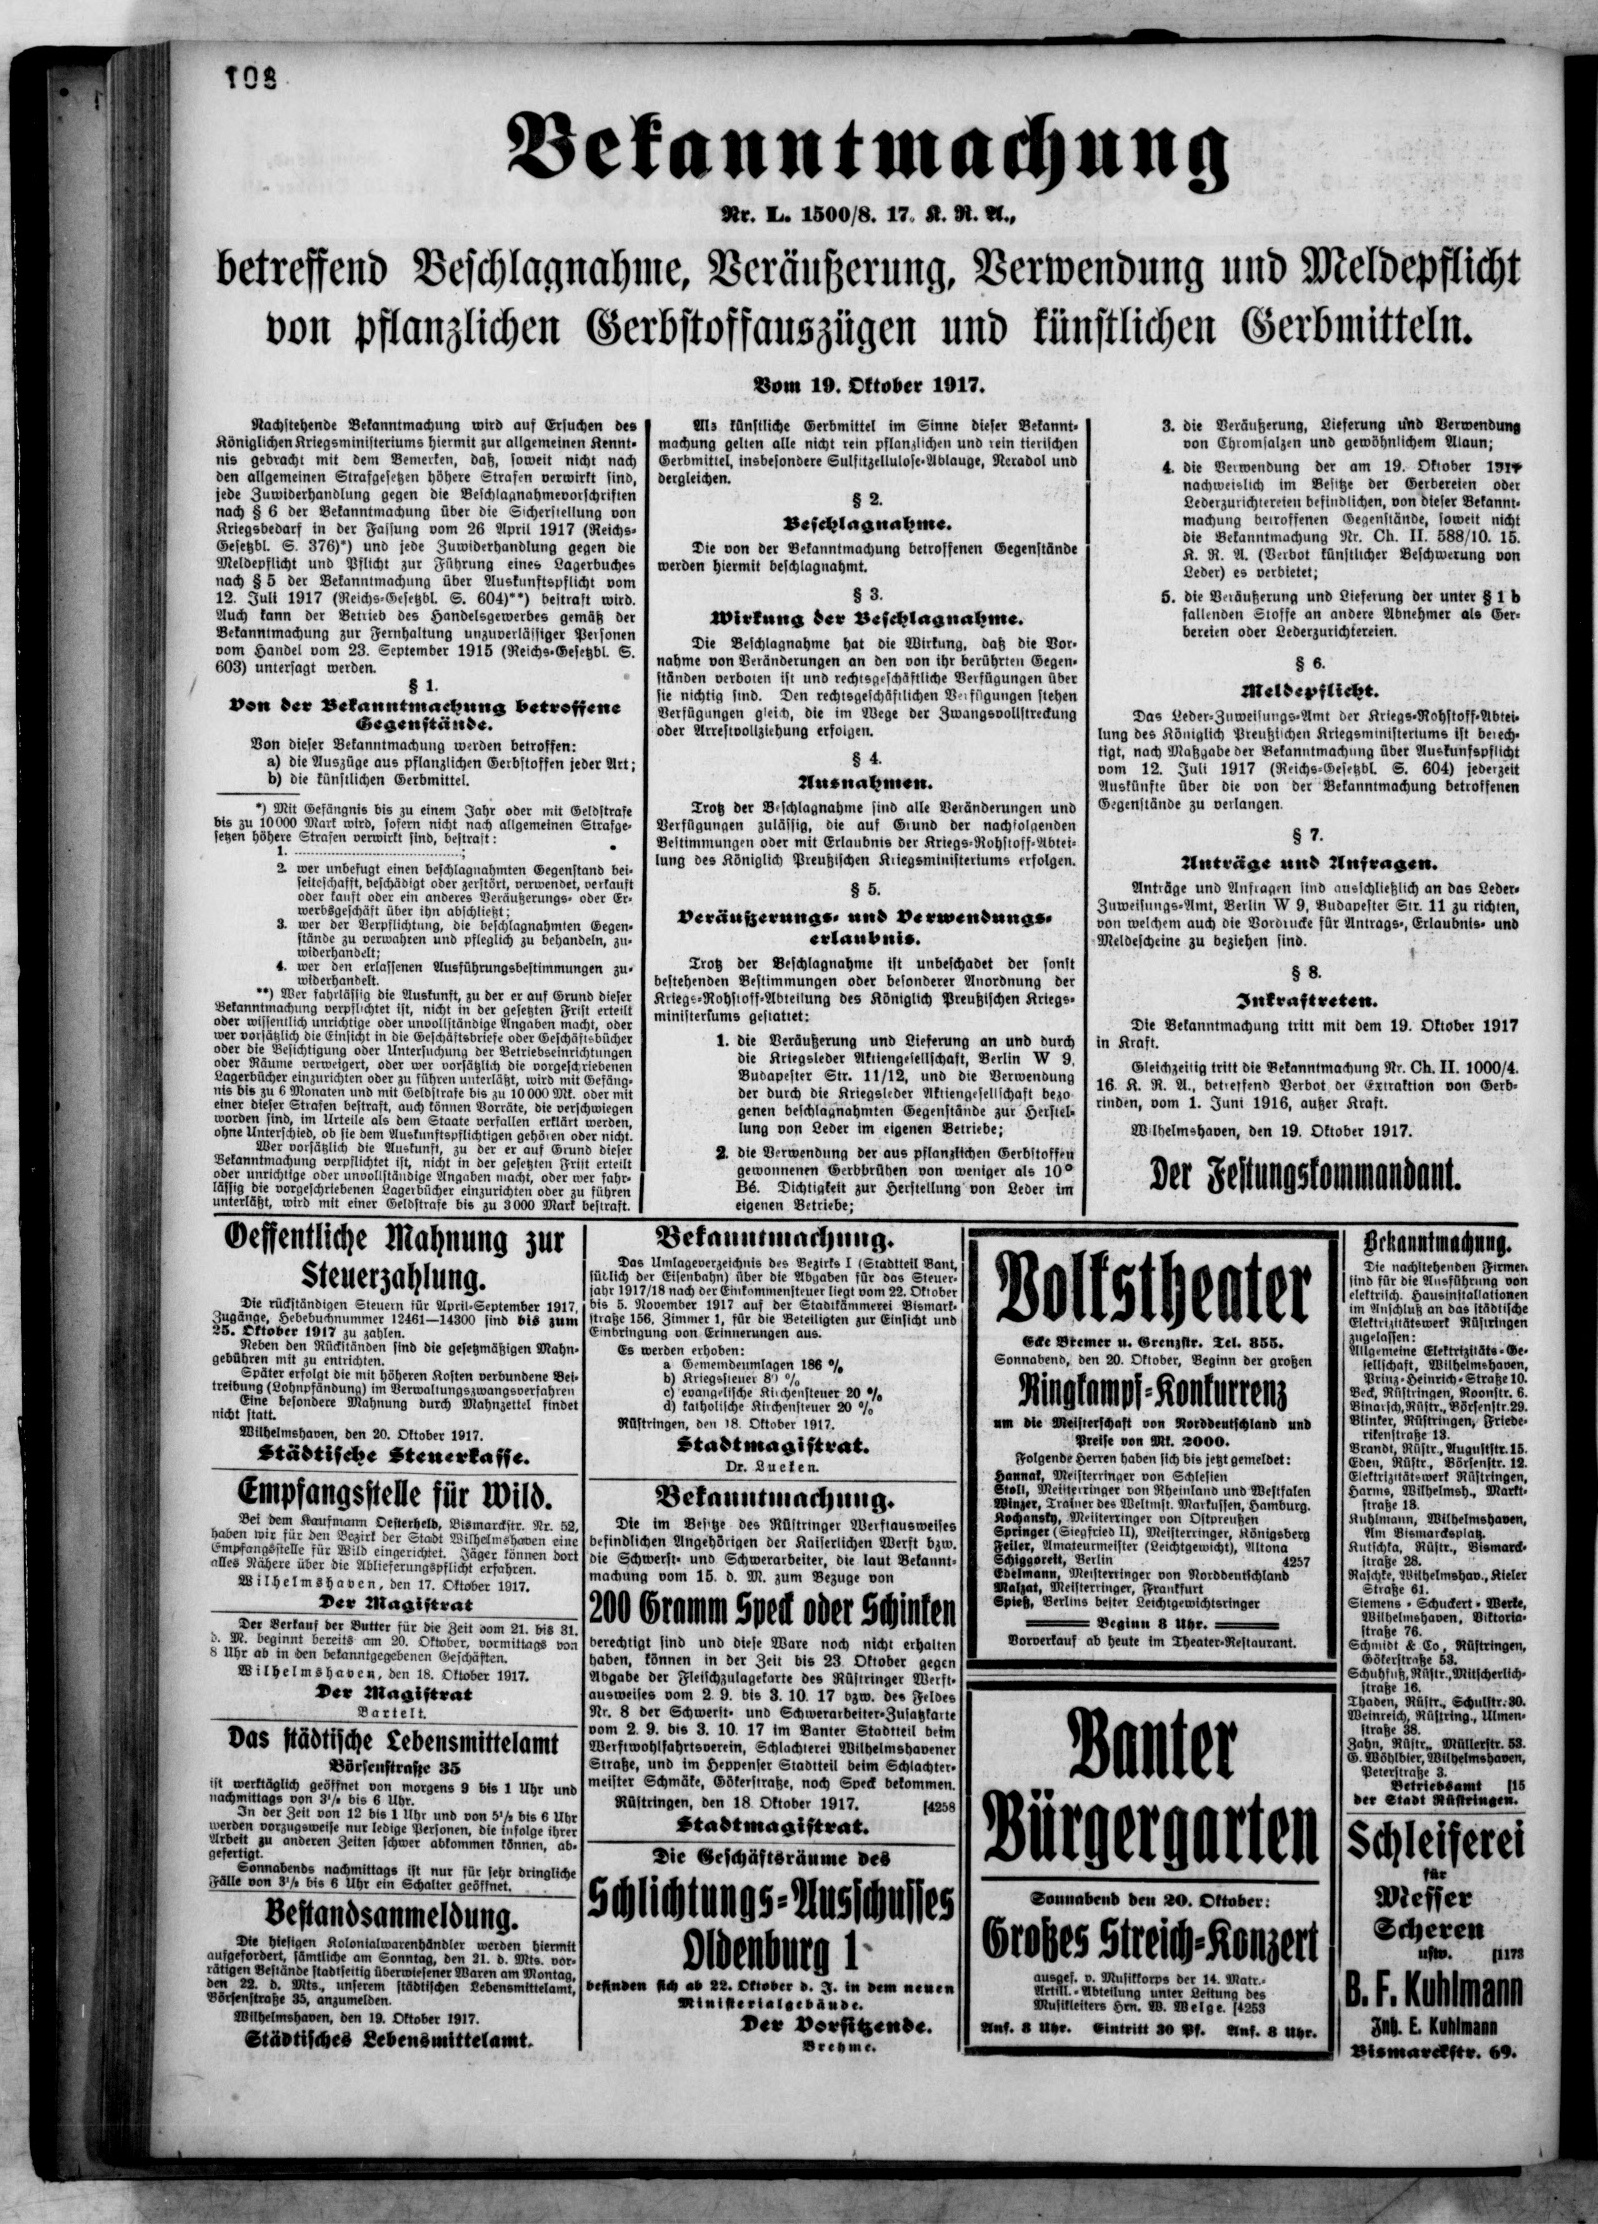 108
Bekanntmachung
Nr. L. 1500/8. 17. K. R. A.,
betreffend Beschlagnahme, Veräußerung, Verwendung und Meldepflicht
von pflanzlichen Gerbstoffauszügen und künstlichen Gerbmitteln.
Vom 19. Oktober 1917.
Nachstehende Bekanntmachung wird auf Ersuchen des
Königlichen Kriegsministeriums hiermit zur allgemeinen Kennt-
nis gebracht mit dem Bemerken, daß, soweit nicht nach
den allgemeinen Strafgesetzen höhere Strafen verwirkt sind,
jede Zuwiderhandlung gegen die Beschlagnahmevorschriften
nach § 6 der Bekanntmachung über die Sicherstellung von
Kriegsbedarf in der Fassung vom 26 April 1917 (Reichs-
Gesetzbl. S. 376)*) und jede Zuwiderhandlung gegen die
Meldepflicht und Pflicht zur Führung eines Lagerbuches
nach § 5 der Bekanntmachung über Auskunftspflicht vom
12. Juli 1917 (Reichs-Gesetzbl. S. 604)**) bestraft wird.
Auch kann der Betrieb des Handelsgewerbes gemäß der
Bekanntmachung zur Fernhaltung unzuverlässiger Personen
vom Handel vom 23. September 1915 (Reichs-Gesetzbl. S.
603) untersagt werden.
§ 1.
Von der Bekanntmachung betroffene
Gegenstände.
Von dieser Bekanntmachung werden betroffen:
a) die Auszüge aus pflanzlichen Gerbstoffen jeder Art;
b) die künstlichen Gerbmittel.
*) Mit Gefängnis bis zu einem Jahr oder mit Geldstrafe
bis zu 10000 Mark wird, sofern nicht nach allgemeinen Strafge-
setzen höhere Strafen verwirkt sind, bestraft:
1. ........................................;
2. wer unbefugt einen beschlagnahmten Gegenstand bei-
seiteschafft, beschädigt oder zerstört, verwendet, verkauft
oder kauft oder ein anderes Veräußerungs- oder Er-
werbsgeschäft über ihn abschließt;
3. wer der Verpflichtung, die beschlagnahmten Gegen-
stände zu verwahren und pfleglich zu behandeln, zu-
widerhandelt;
4. wer den erlassenen Ausführungsbestimmungen zu-
widerhandelt.
**) Wer fahrlässig die Auskunft, zu der er auf Grund dieser
Bekanntmachung verpflichtet ist, nicht in der gesetzten Frist erteilt
oder wissentlich unrichtige oder unvollständige Angaben macht, oder
wer vorsätzlich die Einsicht in die Geschäftsbriefe oder Geschäftsbücher
oder die Besichtigung oder Untersuchung der Betriebseinrichtungen
oder Räume verweigert, oder wer vorsätzlich die vorgeschriebenen
Lagerbücher einzurichten oder zu führen unterläßt, wird mit Gefäng-
nis bis zu 6 Monaten und mit Geldstrafe bis zu 10 000 Mk. oder mit
einer dieser Strafen bestraft, auch können Vorräte, die verschwiegen
worden sind, im Urteile als dem Staate verfallen erklärt werden,
ohne Unterschied, ob sie dem Auskunftspflichtigen gehören oder nicht.
Wer vorsätzlich die Auskunft, zu der er auf Grund dieser
Bekanntmachung verpflichtet ist, nicht in der gesetzten Frist erteilt
oder unrichtige oder unvollständige Angaben macht, oder wer fahr-
lässig die vorgeschriebenen Lagerbücher einzurichten oder zu führen
unterläßt, wird mit einer Geldstrafe bis zu 3000 Mark bestraft.
Als künstliche Gerbmittel im Sinne dieser Bekannt-
machung gelten alle nicht rein pflanzlichen und rein tierischen
Gerbmittel, insbesondere Sulfitzellulose-Ablauge, Neradol und
dergleichen.
§ 2.
Beschlagnahme.
Die von der Bekanntmachung betroffenen Gegenstände
werden hiermit beschlagnahmt.
§ 3.
Wirkung der Beschlagnahme.
Die Beschlagnahme hat die Wirkung, daß die Vor-
nahme von Veränderungen an den von ihr berührten Gegen-
ständen verboten ist und rechtsgeschäftliche Verfügungen über
sie nichtig sind. Den rechtsgeschäftlichen Verfügungen stehen
Verfügungen gleich, die im Wege der Zwangsvollstreckung
oder Arrestvollziehung erfolgen.
§ 4.
Ausnahmen.
Trotz der Beschlagnahme sind alle Veränderungen und
Verfügungen zulässig, die auf Grund der nachfolgenden
Bestimmungen oder mit Erlaubnis der Kriegs-Rohstoff-Abtei-
lung des Königlich Preußischen Kriegsministeriums erfolgen.
§ 5.
Veräußerungs- und Verwendungs-
erlaubnis.
Trotz der Beschlagnahme ist unbeschadet der sonst
bestehenden Bestimmungen oder besonderer Anordnung der
Kriegs-Rohstoff-Abteilung des Königlich Preußischen Kriegs-
ministeriums gestattet:
1. die Veräußerung und Lieferung an und durch
die Kriegsleder Aktiengesellschaft, Berlin W 9,
Budapester Str. 11/12, und die Verwendung
der durch die Kriegsleder Aktiengesellschaft bezo
genen beschlagnahmten Gegenstände zur Herstel-
lung von Leder im eigenen Betriebe;
2. die Verwendung der aus pflanzlichen Gerbstoffen
gewonnenen Gerbbrühen von weniger als 10°
Bé. Dichtigkeit zur Herstellung von Leder im
eigenen Betriebe;
3. die Veräußerung, Lieferung und Verwendung
von Chromsalzen und gewöhnlichem Alaun;
4. die Verwendung der am 19. Oktober 1917
nachweislich im Besitze der Gerbereien oder
Lederzurichtereien befindlichen, von dieser Bekannt-
machung betroffenen Gegenstände, soweit nicht
die Bekanntmachung Nr. Ch. II. 588/10. 15.
K. R. A. (Verbot künstlicher Beschwerung von
Leder) es verbietet;
5. die Veräußerung und Lieferung der unter § 1 b
fallenden Stoffe an andere Abnehmer als Ger-
bereien oder Lederzurichtereien.
§ 6.
Meldepflicht.
Das Leder-Zuweisungs-Amt der Kriegs-Rohstoff-Abtei-
lung des Königlich Preußischen Kriegsministeriums ist berech-
tigt, nach Maßgabe der Bekanntmachung über Auskunfspflicht
vom 12. Juli 1917 (Reichs-Gesetzbl. S. 604) jederzeit
Auskünfte über die von der Bekanntmachung betroffenen
Gegenstände zu verlangen.
§ 7.
Anträge und Anfragen.
Anträge und Anfragen sind ausschließlich an das Leder-
Zuweisungs-Amt, Berlin W 9, Budapester Str. 11 zu richten,
von welchem auch die Vordrucke für Antrags-, Erlaubnis- und
Meldescheine zu beziehen sind.
§ 8.
Inkrafttreten.
Die Bekanntmachung tritt mit dem 19. Oktober 1917
in Kraft.
Gleichzeitig tritt die Bekanntmachung Nr. Ch. II. 1000/4.
16. K. R. A., betreffend Verbot der Extraktion von Gerb-
rinden, vom 1. Juni 1916, außer Kraft.
Wilhelmshaven, den 19. Oktober 1917.
Der Festungskommandant.
Oeffentliche Mahnung zur
Steuerzahlung.
Die rückständigen Steuern für April-September 1917,
Zugänge, Hebebuchnummer 12461—14300 sind bis zum
25. Oktober 1917 zu zahlen.
Neben den Rückständen sind die gesetzmäßigen Mahn-
gebühren mit zu entrichten.
Später erfolgt die mit höheren Kosten verbundene Bei-
treibung (Lohnpfändung) im Verwaltungszwangsverfahren
Eine besondere Mahnung durch Mahnzettel findet
nicht statt.
Wilhelmshaven, den 20. Oktober 1917.
Städtische Steuerkasse.
Empfangsstelle für Wild.
Bei dem Kaufmann Oesterheld, Bismarckstr. Nr. 52,
haben wir für den Bezirk der Stadt Wilhelmshaven eine
Empfangsstelle für Wild eingerichtet. Jäger können dort
alles Nähere über die Ablieferungspflicht erfahren.
Wilhelmshaven, den 17. Oktober 1917.
Der Magistrat
Der Verkauf der Butter für die Zeit vom 21. bis 31.
d. M. beginnt bereits am 20. Oktober, vormittags von
8 Uhr ab in den bekanntgegebenen Geschäften.
Wilhelmshaven, den 18. Oktober 1917.
Der Magistrat
Bartelt.
Das städtische Lebensmittelamt
Börsenstraße 35
ist werktäglich geöffnet von morgens 9 bis 1 Uhr und
nachmittags von 3½ bis 6 Uhr.
In der Zeit von 12 bis 1 Uhr und von 5½ bis 6 Uhr
werden vorzugsweise nur ledige Personen, die infolge ihrer
Arbeit zu anderen Zeiten schwer abkommen können, ab-
gefertigt.
Sonnabends nachmittags ist nur für sehr dringliche
Fälle von 3½ bis 6 Uhr ein Schalter geöffnet.
Bestandsanmeldung.
Die hiesigen Kolonialwarenhändler werden hiermit
aufgefordert, sämtliche am Sonntag, den 21. d. Mts. vor-
rätigen Bestände stadtseitig überwiesener Waren am Montag,
den 22. d. Mts., unserem städtischen Lebensmittelamt,
Börsenstraße 35, anzumelden.
Wilhelmshaven, den 19. Oktober 1917.
Städtisches Lebensmittelamt.
Bekanntmachung.
Das Umlageverzeichnis des Bezirks I (Stadtteil Bant,
südlich der Eisenbahn) über die Abgaben für das Steuer-
jahr 1917/18 nach der Einkommensteuer liegt vom 22. Oktober
bis 5. November 1917 auf der Stadtkämmerei Bismark-
straße 156, Zimmer 1, für die Beteiligten zur Einsicht und
Einbringung von Erinnerungen aus.
Es werden erhoben:
a Gemeindeumlagen 186 %
b) Kriegssteuer 80 %
c) evangelische Kirchensteuer 20 %
d) katholische Kirchensteuer 20 %
Rüstringen, den 18. Oktober 1917.
Stadtmagistrat.
Dr. Lueken.
Bekanntmachung.
Die im Besitze des Rüstringer Werftausweises
befindlichen Angehörigen der Kaiserlichen Werft bzw.
die Schwerst- und Schwerarbeiter, die laut Bekannt-
machung vom 15. d. M. zum Bezuge von
200 Gramm Speck oder Schinken
berechtigt sind und diese Ware noch nicht erhalten
haben, können in der Zeit bis 23. Oktober gegen
Abgabe der Fleischzulagekarte des Rüstringer Werft-
ausweises vom 2. 9. bis 3. 10. 17 bzw. des Feldes
Nr. 8 der Schwerst- und Schwerarbeiter-Zusatzkarte
vom 2. 9. bis 3. 10. 17 im Banter Stadtteil beim
Werftwohlfahrtsverein, Schlachterei Wilhelmshavener
Straße, und im Heppenser Stadtteil beim Schlachter-
meister Schmäke, Gökerstraße, noch Speck bekommen.
Rüstringen, den 18. Oktober 1917. [4258
Stadtmagistrat.
Die Geschäftsräume des
Schlichtungs-Ausschusses
Oldenburg 1
befinden sich ab 22. Oktober d. J. in dem neuen
Ministerialgebäude.
Der Vorsitzende.
Brehme.
Volkstheater
Ecke Bremer u. Grenzstr. Tel. 855.
Sonnabend, den 20. Oktober, Beginn der großen
Ringkampf-Konkurrenz
um die Meisterschaft von Norddeutschland und
Preise von Mk. 2000.
Folgende Herren haben sich bis jetzt gemeldet:
Hannak, Meisterringer von Schlesien
Stoll, Meisterringer von Rheinland und Westfalen
Winzer, Trainer des Weltmst. Markussen, Hamburg.
Kochansky, Meisterringer von Ostpreußen
Springer (Siegfried II), Meisterringer, Königsberg
Feiler, Amateurmeister (Leichtgewicht), Altona
Schiggoreit, Berlin 4257
Edelmann, Meisterringer von Norddeutschland
Malzat, Meisterringer, Frankfurt
Spieß, Berlins bester Leichtgewichtsringer
Beginn 8 Uhr.
Vorverkauf ab heute im Theater-Restaurant.
Banter
Bürgergarten
Sonnabend den 20. Oktober:
Großes Streich-Konzert
ausgef. v. Musikkorps der 14. Matr.-
Artill.-Abteilung unter Leitung des
Musikleiters Hrn. W. Welge. [4253
Anf. 8 Uhr. Eintritt 30 Pf. Anf. 8 Uhr.
Bekanntmachung.
Die nachstehenden Firmen
sind für die Ausführung von
elektrisch. Hausinstallationen
im Anschluß an das städtische
Elektrizitätswerk Rüstringen
zugelassen:
Allgemeine Elektrizitäts-Ge-
sellschaft, Wilhelmshaven,
Prinz-Heinrich-Straße 10.
Beck, Rüstringen, Roonstr. 6.
Binarsch, Rüstr., Börsenstr. 29.
Blinker, Rüstringen, Friede-
rikenstraße 13.
Brandt, Rüstr., Auguststr. 15.
Eden, Rüstr., Börsenstr. 12.
Elektrizitätswerk Rüstringen,
Harms, Wilhelmsh., Markt-
straße 18.
Kuhlmann, Wilhelmshaven,
Am Bismarcksplatz.
Kutschka, Rüstr., Bismarck-
straße 28.
Raschke, Wilhelmshav., Kieler
Straße 61.
Siemens-Schuckert-Werke,
Wilhelmshaven, Viktoria-
straße 76.
Schmidt & Co, Rüstringen,
Gökerstraße 53.
Schuhfuß, Rüstr., Mitscherlich-
straße 16.
Thaden, Rüstr., Schulstr. 30.
Weinreich, Rüstring., Ulmen-
straße 38.
Zahn, Rüstr., Müllerstr. 53.
G. Wöhlbier, Wilhelmshaven,
Peterstraße 3.
Betriebsamt [15
der Stadt Rüstringen.
Schleiferei
für
Messer
Scheren
usw. [1173
B. F. Kuhlmann
Inh. E. Kuhlmann
Bismarckstr. 69.